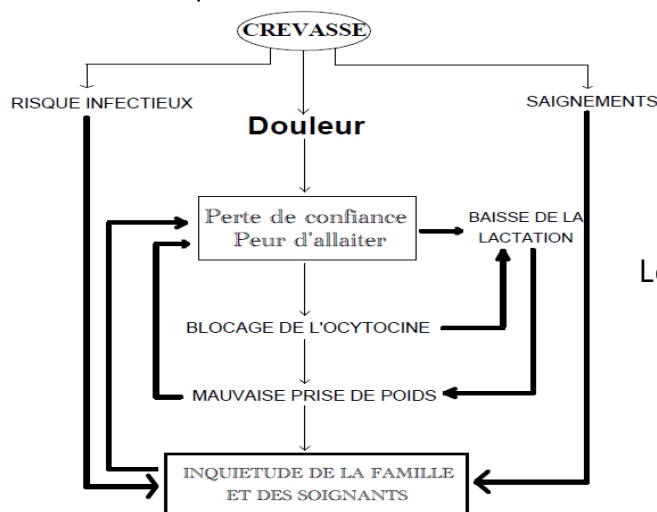 CREVASSE
RISQUE INFECTIEUX
SAIGNEMENTS
Douleur
Perte de confiance
Peur d'allaiter
BAISSE DE LA
LACTATION
BLOCAGE DE L'OCYTOCINE
MAUVAISE PRISE DE POIDS
INQUIETUDE DE LA FAMILLE
ET DES SOIGNANTS